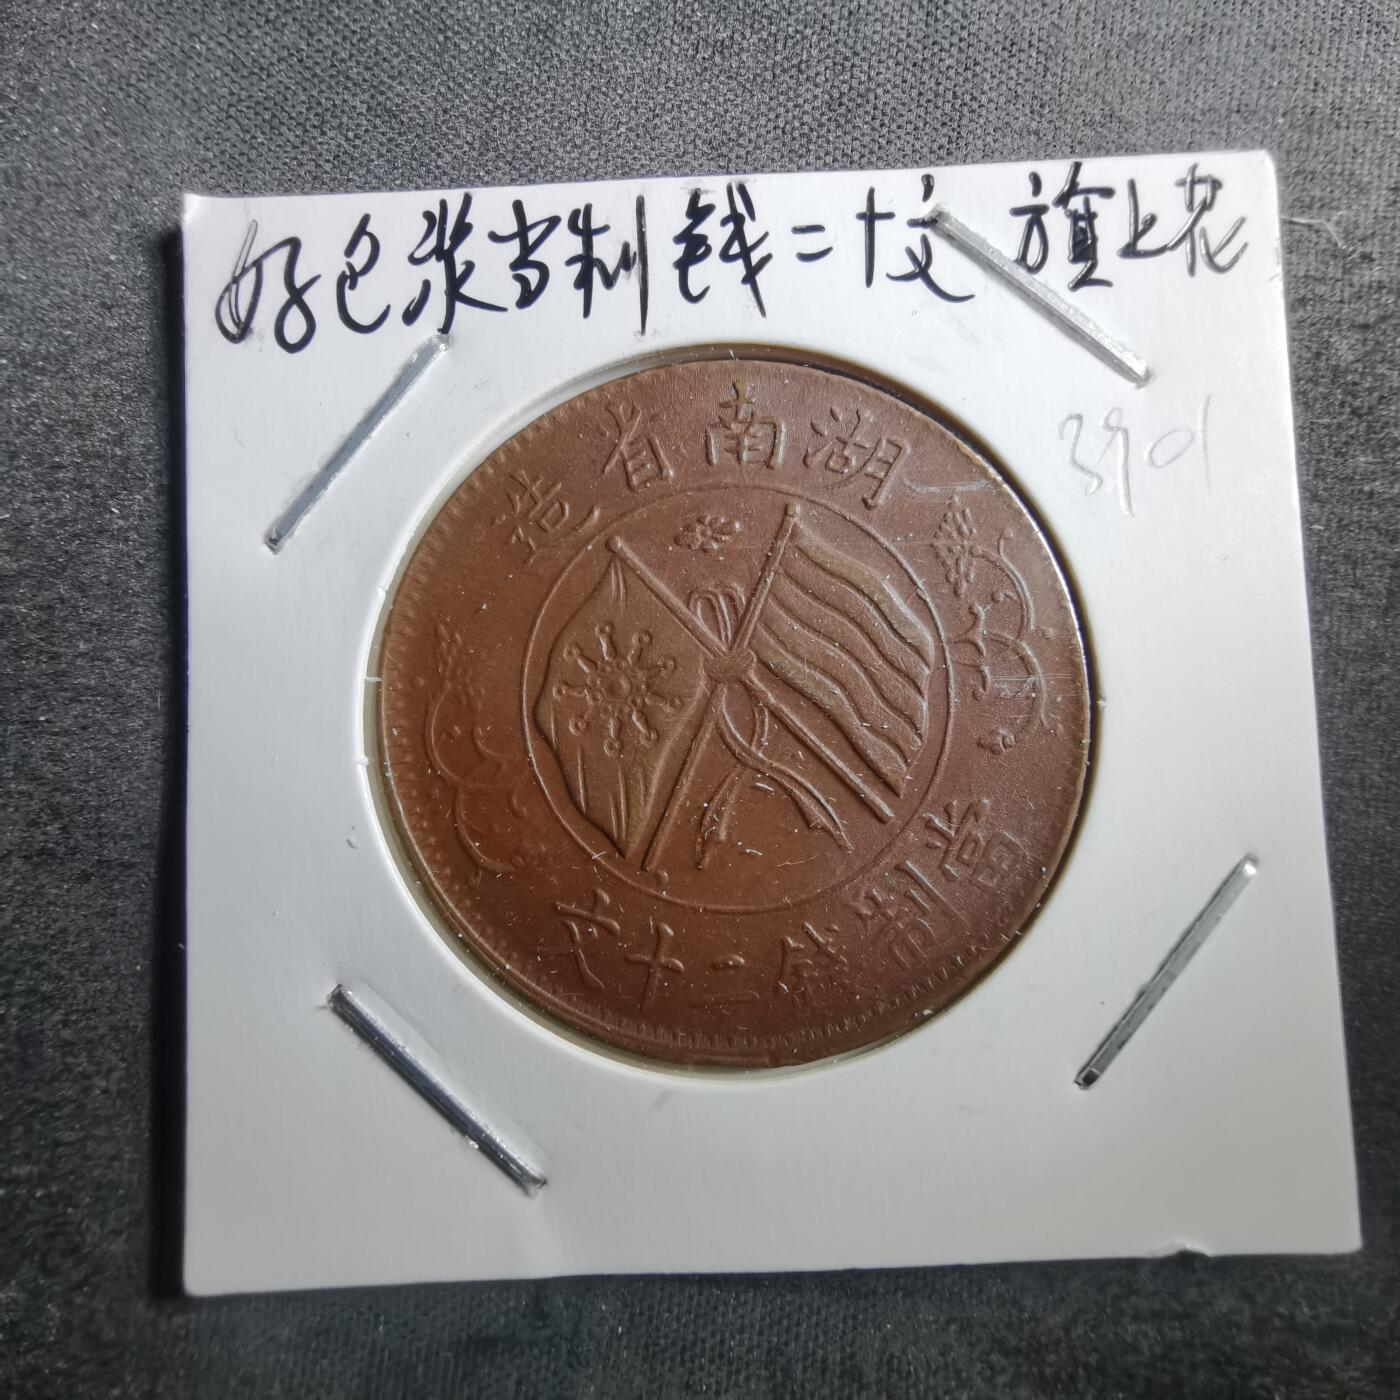 好色浆当制钱二十文 旗上花
3901
湖南省造
當制錢二十文